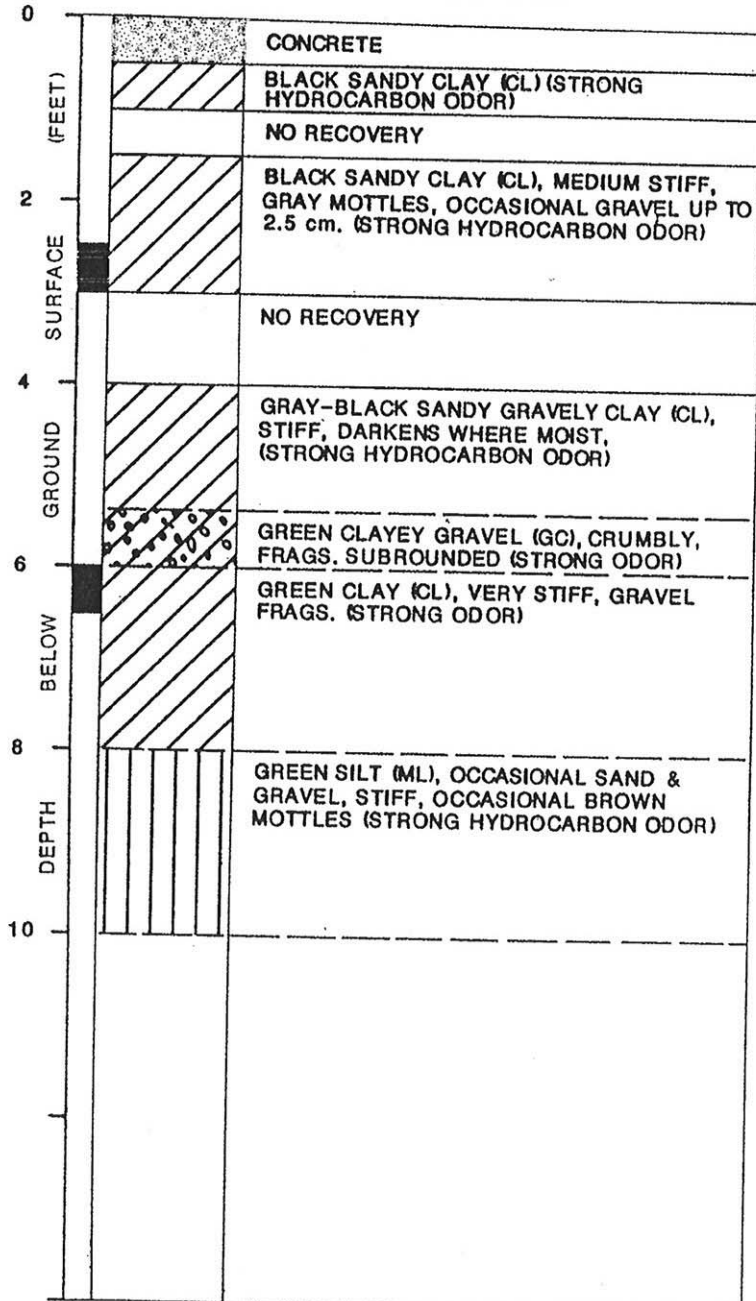 0
CONCRETE
BLACK SANDY CLAY (CL) (STRONG
HYDROCARBON ODOR)
NO RECOVERY
2
BLACK SANDY CLAY (CL), MEDIUM STIFF,
GRAY MOTTLES, OCCASIONAL GRAVEL UP TO
2.5 cm. (STRONG HYDROCARBON ODOR)
NO RECOVERY
4
GRAY-BLACK SANDY GRAVELY CLAY (CL),
STIFF, DARKENS WHERE MOIST,
(STRONG HYDROCARBON ODOR)
GREEN CLAYEY GRAVEL (GC), CRUMBLY,
FRAGS. SUBROUNDED (STRONG ODOR)
6
GREEN CLAY (CL), VERY STIFF, GRAVEL
FRAGS. (STRONG ODOR)
8
GREEN SILT (ML), OCCASIONAL SAND &
GRAVEL, STIFF, OCCASIONAL BROWN
MOTTLES (STRONG HYDROCARBON ODOR)
10
DEPTH BELOW GROUND SURFACE (FEET)